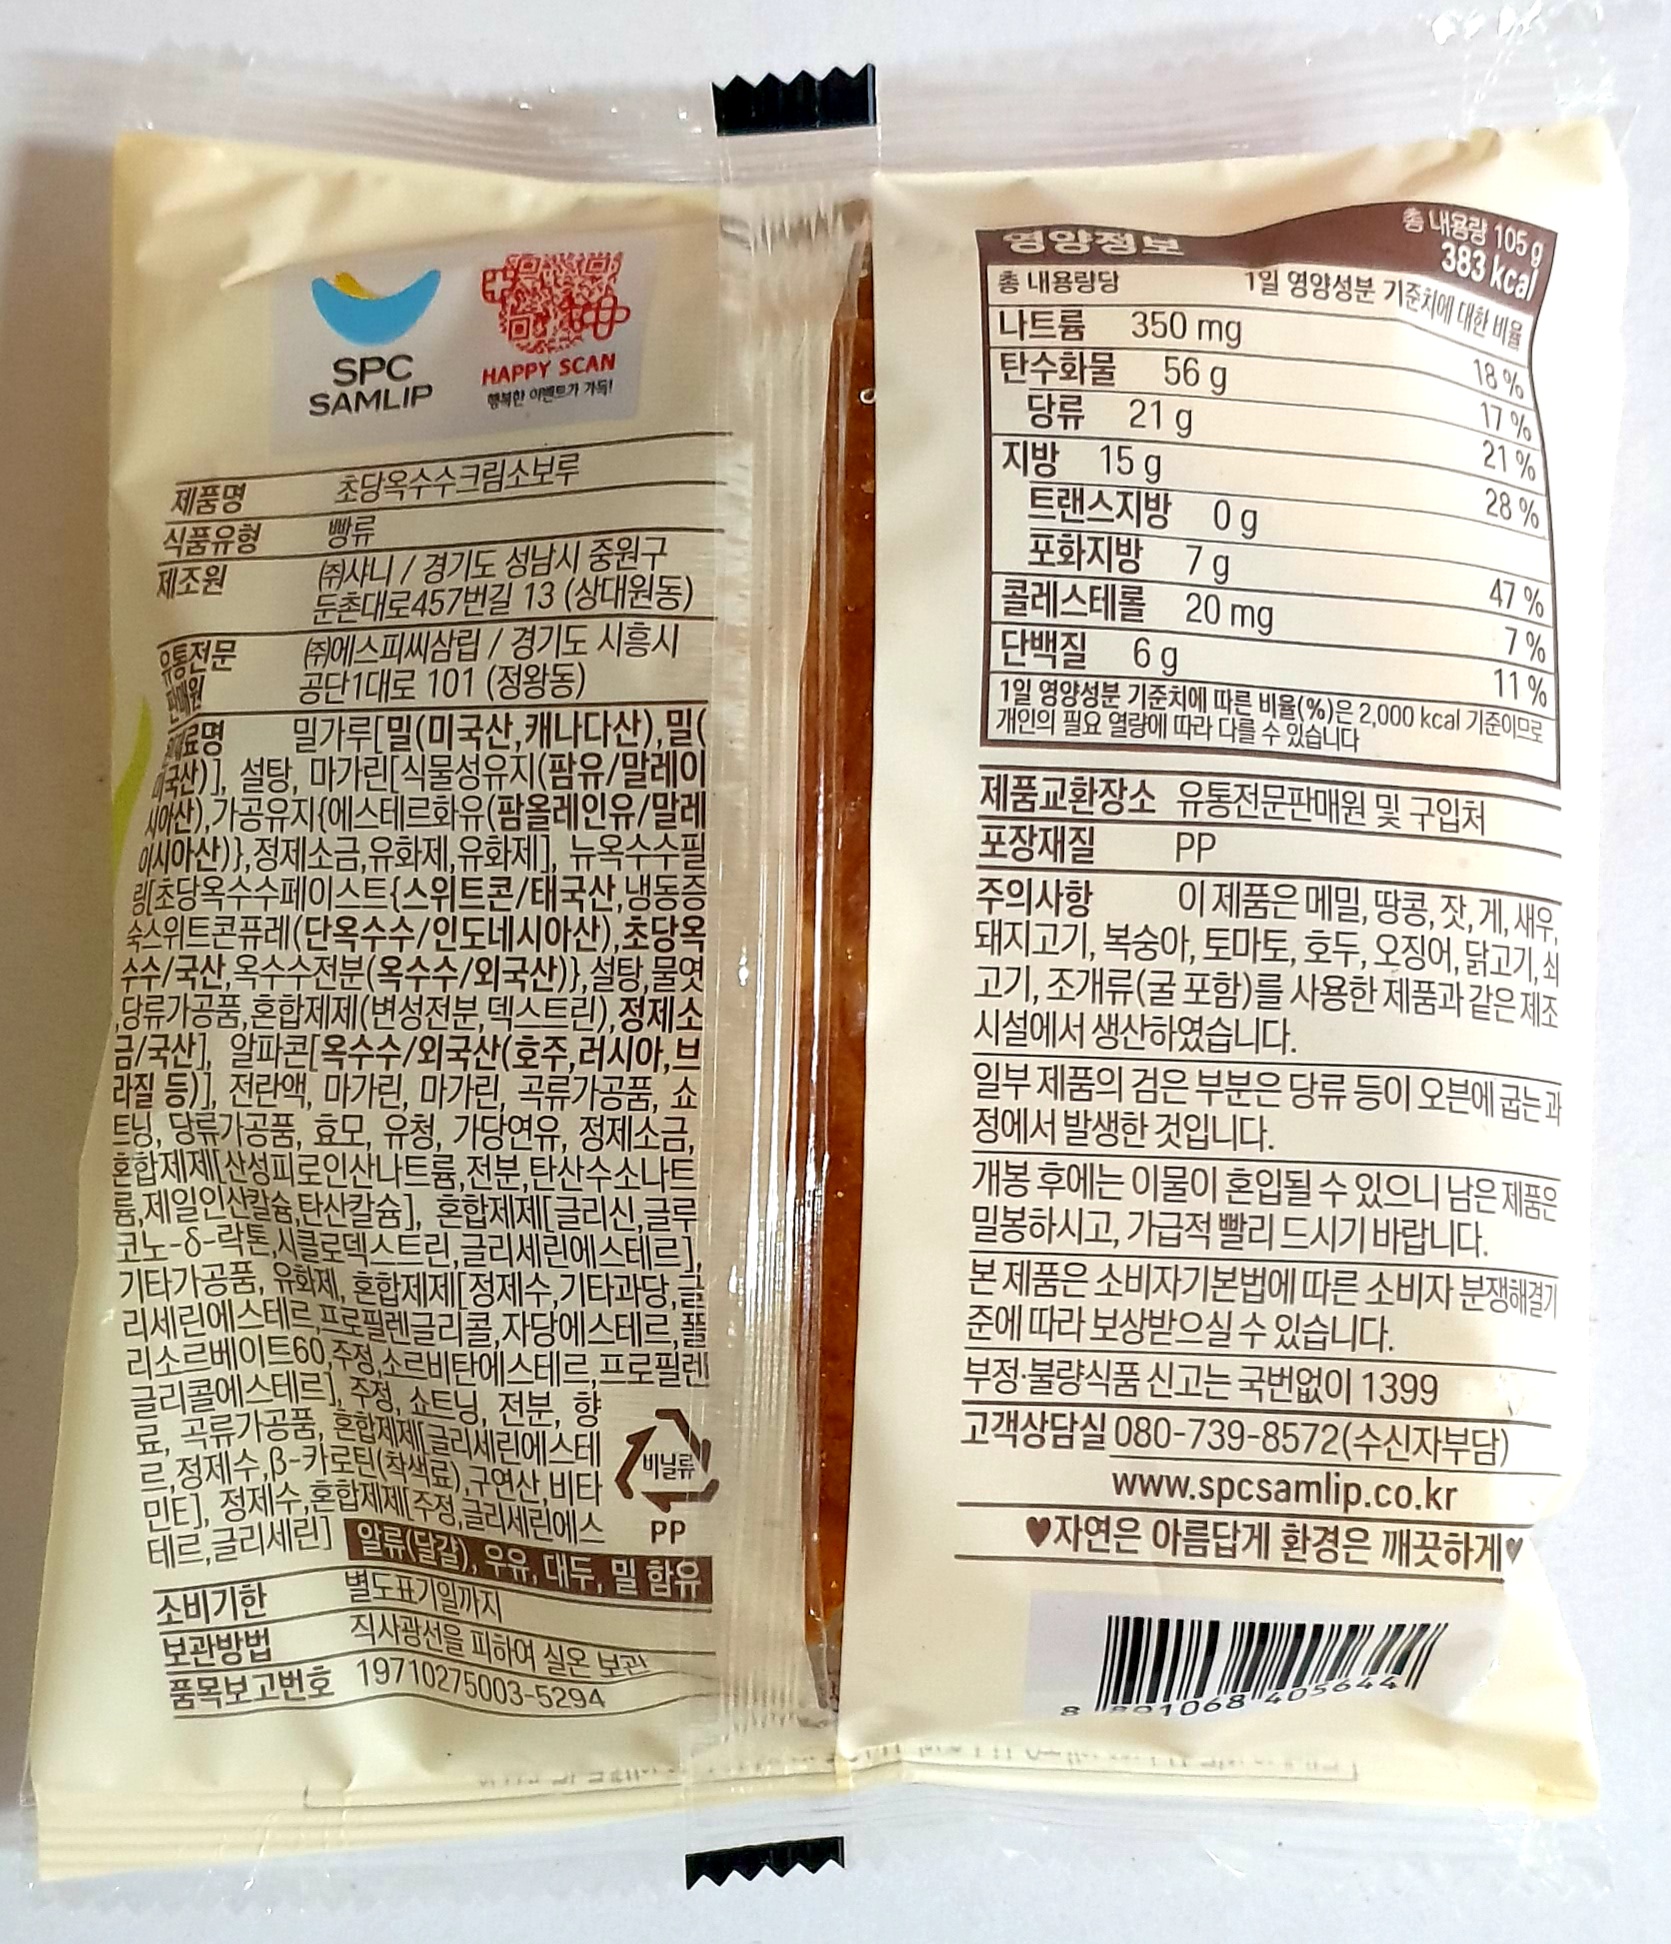 SPC
SAMLIP
HAPPY SCAN
행복한 이벤트가 가득!
제품명 초당옥수수크림소보루
식품유형 빵류
제조원 ㈜샤니 / 경기도 성남시 중원구
둔촌대로457번길 13 (상대원동)
유통전문
판매원
㈜에스피씨삼립 / 경기도 시흥시
공단1대로 101 (정왕동)
밀가루[밀(미국산,캐나다산),밀(
미국산)], 설탕, 마가린[식물성유지(팜유/말레이
시아산),가공유지{에스테르화유(팜올레인유/말레
이시아산)},정제소금,유화제,유화제], 뉴옥수수필
링[초당옥수수페이스트{스위트콘/태국산,냉동증
숙스위트콘퓨레(단옥수수/인도네시아산),초당옥
수수/국산,옥수수전분(옥수수/외국산)},설탕,물엿
,당류가공품,혼합제제(변성전분,덱스트린),정제소
금/국산], 알파콘[옥수수/외국산(호주,러시아,브
라질 등)], 전란액, 마가린, 마가린, 곡류가공품, 쇼
트닝, 당류가공품, 효모, 유청, 가당연유, 정제소금,
혼합제제[산성피로인산나트륨,전분,탄산수소나트
륨,제일인산칼슘,탄산칼슘], 혼합제제[글리신,글루
코노-δ-락톤,시클로덱스트린,글리세린에스테르],
기타가공품, 유화제, 혼합제제[정제수,기타과당,글
리세린에스테르,프로필렌글리콜,자당에스테르,폴
리소르베이트60,주정,소르비탄에스테르,프로필렌
글리콜에스테르], 주정, 쇼트닝, 전분, 향
료, 곡류가공품, 혼합제제[글리세린에스테
르,정제수,β-카로틴(착색료),구연산,비타
민E], 정제수,혼합제제[주정,글리세린에스
테르,글리세린]
알류(달걀), 우유, 대두, 밀 함유
비닐류
PP
소비기한 별도표기일까지
보관방법 직사광선을 피하여 실온 보관
품목보고번호 19710275003-5294
영양정보
총 내용량 105 g
383 kcal
총 내용량당 1일 영양성분 기준치에 대한 비율
나트륨 350 mg 18 %
탄수화물 56 g 17 %
당류 21 g 21 %
지방 15 g 28 %
트랜스지방 0 g
포화지방 7 g 47 %
콜레스테롤 20 mg 7 %
단백질 6 g 11 %
1일 영양성분 기준치에 따른 비율(%)은 2,000 kcal 기준이므로
개인의 필요 열량에 따라 다를 수 있습니다
제품교환장소 유통전문판매원 및 구입처
포장재질 PP
주의사항 이 제품은 메밀, 땅콩, 잣, 게, 새우,
돼지고기, 복숭아, 토마토, 호두, 오징어, 닭고기, 쇠
고기, 조개류(굴 포함)를 사용한 제품과 같은 제조
시설에서 생산하였습니다.
일부 제품의 검은 부분은 당류 등이 오븐에 굽는 과
정에서 발생한 것입니다.
개봉 후에는 이물이 혼입될 수 있으니 남은 제품은
밀봉하시고, 가급적 빨리 드시기 바랍니다.
본 제품은 소비자기본법에 따른 소비자 분쟁해결기
준에 따라 보상받으실 수 있습니다.
부정·불량식품 신고는 국번없이 1399
고객상담실 080-739-8572(수신자부담)
www.spcsamlip.co.kr
♥자연은 아름답게 환경은 깨끗하게♥